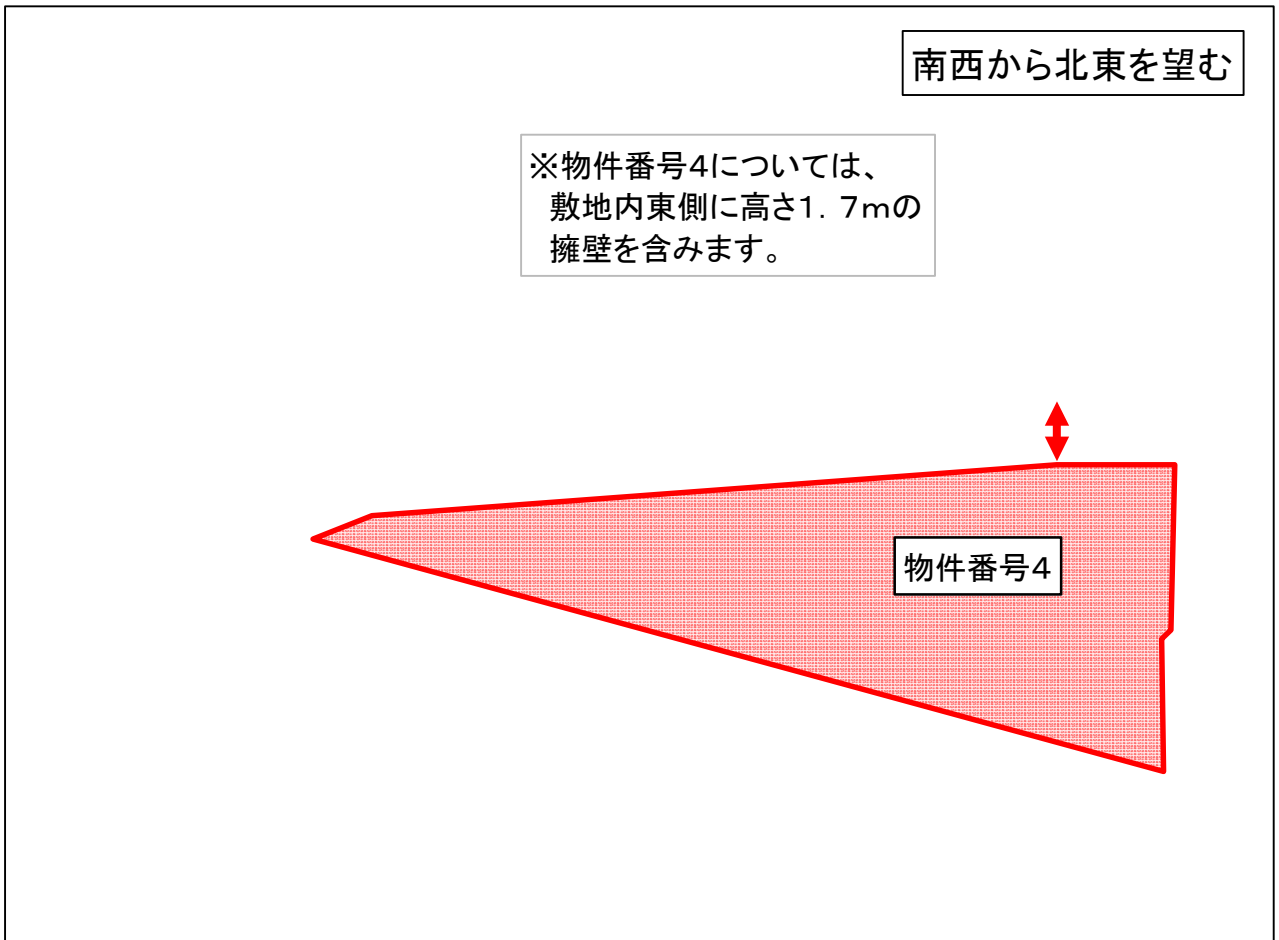 南西から北東を望む
※物件番号4については、
敷地内東側に高さ1．7mの
擁壁を含みます。
物件番号4